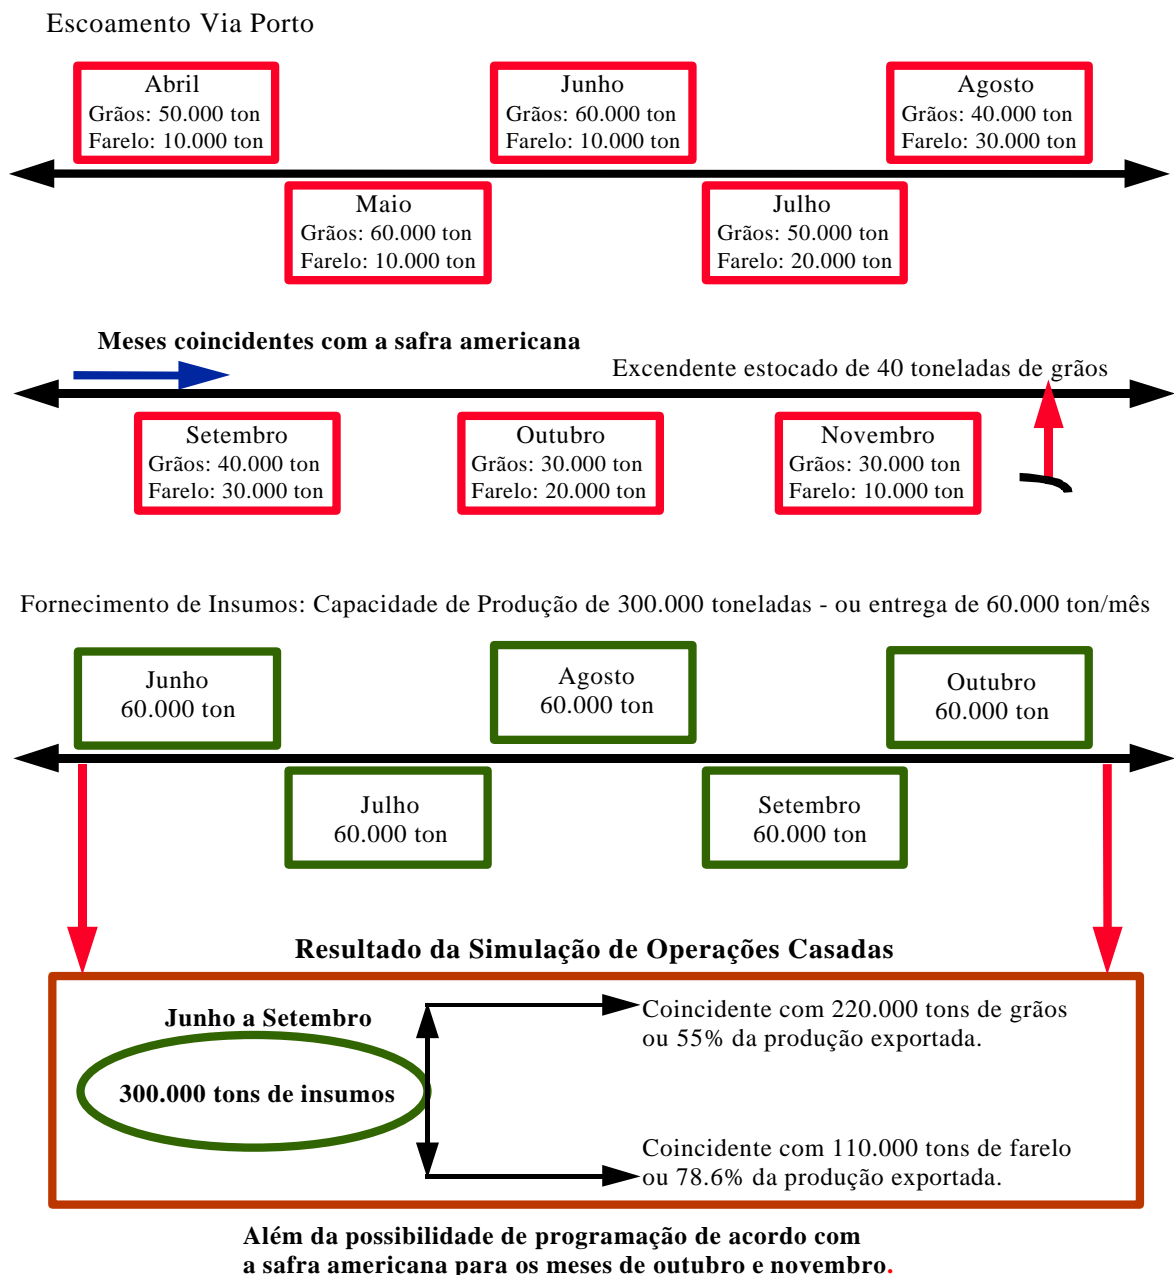 Escoamento Via Porto
Abril
Grãos: 50.000 ton
Farelo: 10.000 ton
Junho
Grãos: 60.000 ton
Farelo: 10.000 ton
Agosto
Grãos: 40.000 ton
Farelo: 30.000 ton
Maio
Grãos: 60.000 ton
Farelo: 10.000 ton
Julho
Grãos: 50.000 ton
Farelo: 20.000 ton
Meses coincidentes com a safra americana
Excendente estocado de 40 toneladas de grãos
Setembro
Grãos: 40.000 ton
Farelo: 30.000 ton
Outubro
Grãos: 30.000 ton
Farelo: 20.000 ton
Novembro
Grãos: 30.000 ton
Farelo: 10.000 ton
Fornecimento de Insumos: Capacidade de Produção de 300.000 toneladas - ou entrega de 60.000 ton/mês
Junho
60.000 ton
Agosto
60.000 ton
Outubro
60.000 ton
Julho
60.000 ton
Setembro
60.000 ton
Resultado da Simulação de Operações Casadas
Junho a Setembro
300.000 tons de insumos
Coincidente com 220.000 tons de grãos
ou 55% da produção exportada.
Coincidente com 110.000 tons de farelo
ou 78.6% da produção exportada.
Além da possibilidade de programação de acordo com
a safra americana para os meses de outubro e novembro.